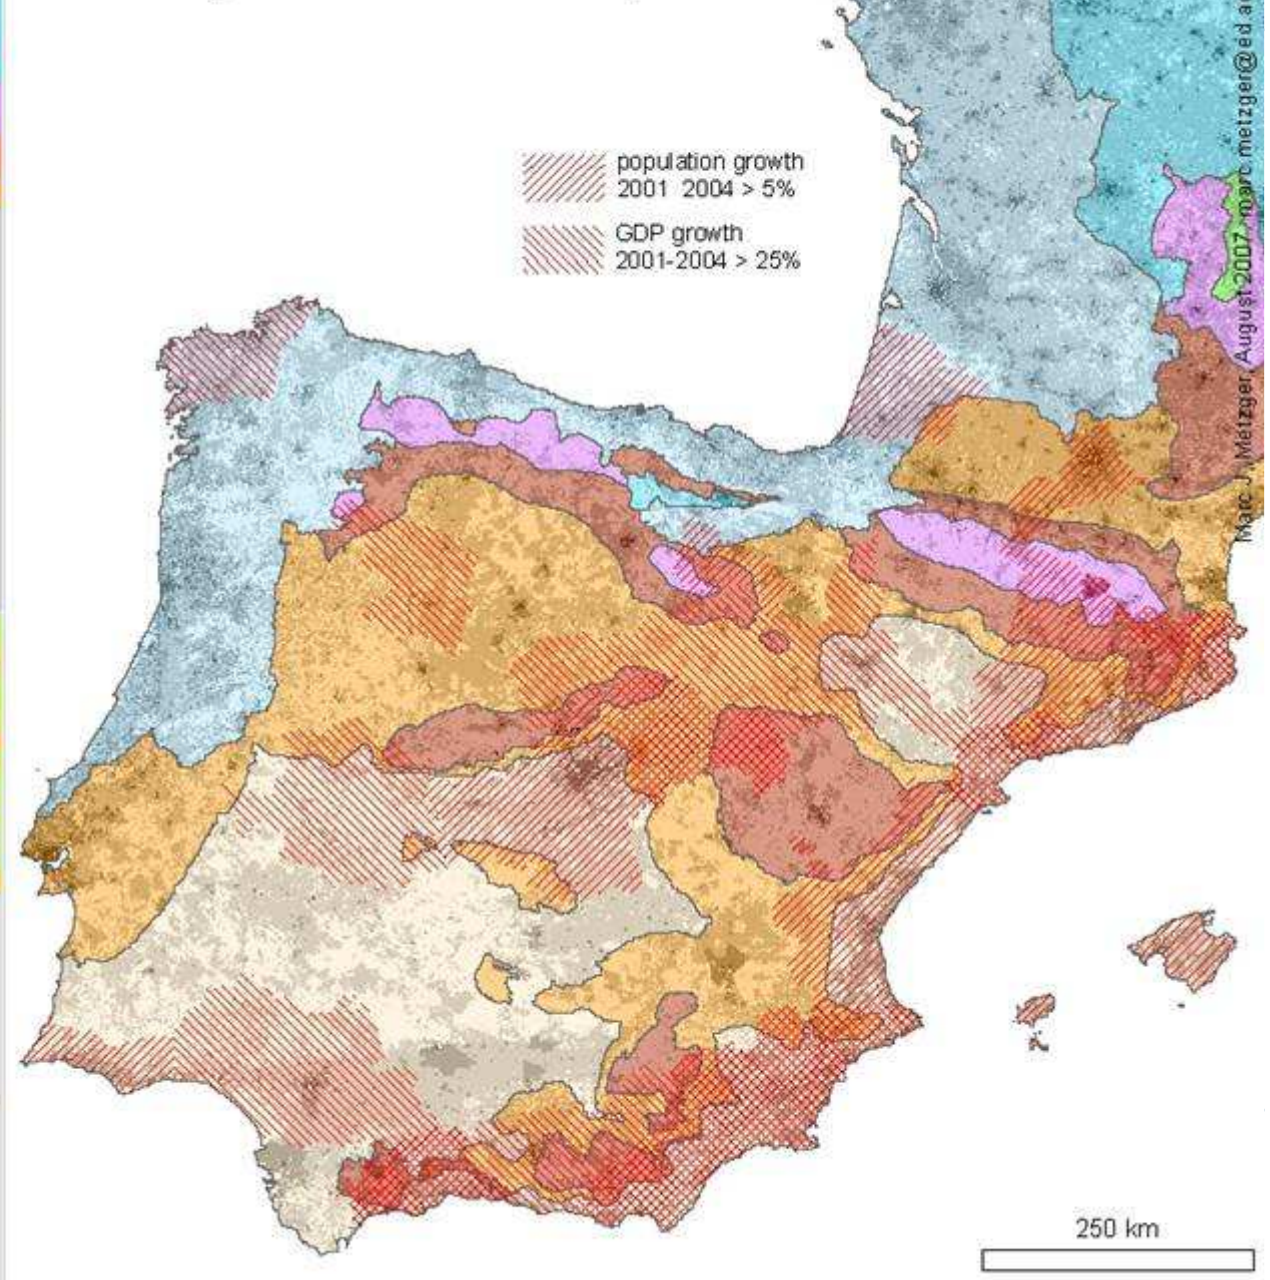 population growth
2001 2004 > 5%
GDP growth
2001-2004 > 25%
Marc J. Metzger, August 2007, marc.metzger@ed.a
250 km